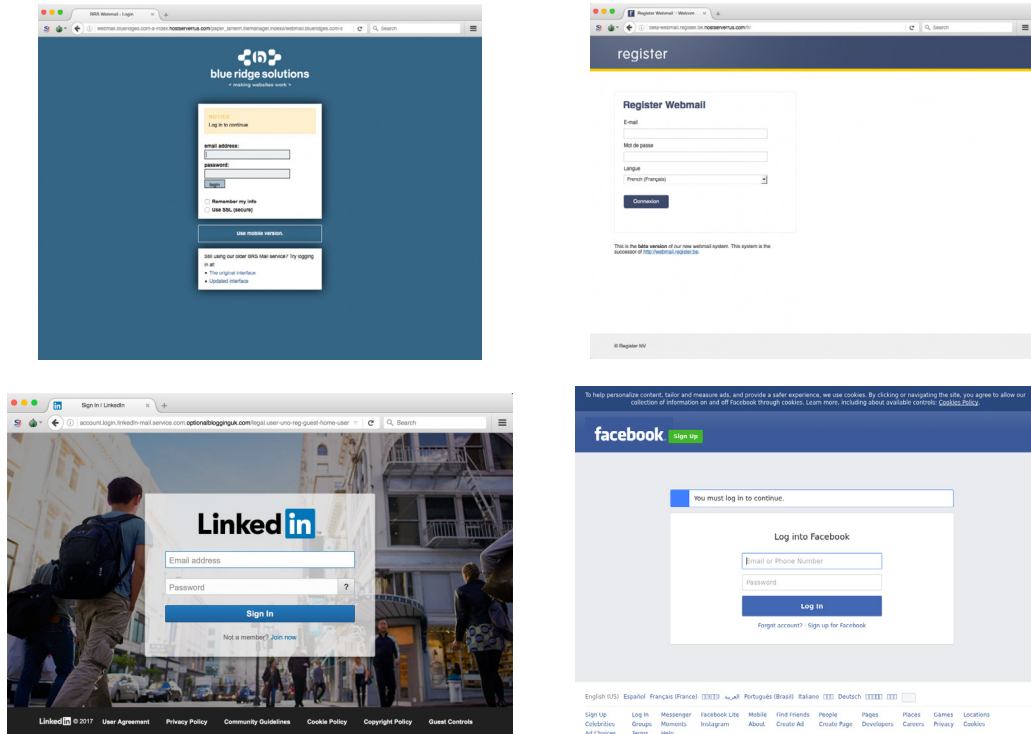 BRS Webmail - Login
webmail.blueridges.com-a-index.hostserverrus.com/paper_lantern.filemanager.indexs/webmail.blueridges.com-s
Search
blue ridge solutions
< making websites work >
NOTICE
Log in to continue
email address:
password:
login
Remember my info
Use SSL (secure)
Use mobile version.
Still using our older BRS Mail service? Try logging
in at:
The original interface
Updated interface
Register Webmail :: Welcom...
beta-webmail.register.be.hostserverrus.com/fr/
Search
register
Register Webmail
E-mail
Mot de passe
Langue
French (Français)
Connexion
This is the bèta version of our new webmail system. This system is the
successor of http://webmail.register.be.
© Register NV
Sign In | LinkedIn
account.login.linkedin-mail.service.com.optionalblogginguk.com/legal.user-uno-reg-guest-home-user
Search
Linked in
Email address
Password
?
Sign In
Not a member? Join now
Linked in © 2017 User Agreement Privacy Policy Community Guidelines Cookie Policy Copyright Policy Guest Controls
To help personalize content, tailor and measure ads, and provide a safer experience, we use cookies. By clicking or navigating the site, you agree to allow our
collection of information on and off Facebook through cookies. Learn more, including about available controls: Cookies Policy.
facebook Sign Up
You must log in to continue.
Log into Facebook
Email or Phone Number
Password
Log In
Forgot account? · Sign up for Facebook
English (US) Español Français (France) العربية Português (Brasil) Italiano Deutsch
Sign Up Log In Messenger Facebook Lite Mobile Find Friends People Pages Places Games Locations
Celebrities Groups Moments Instagram About Create Ad Create Page Developers Careers Privacy Cookies
Ad Choices Terms Help